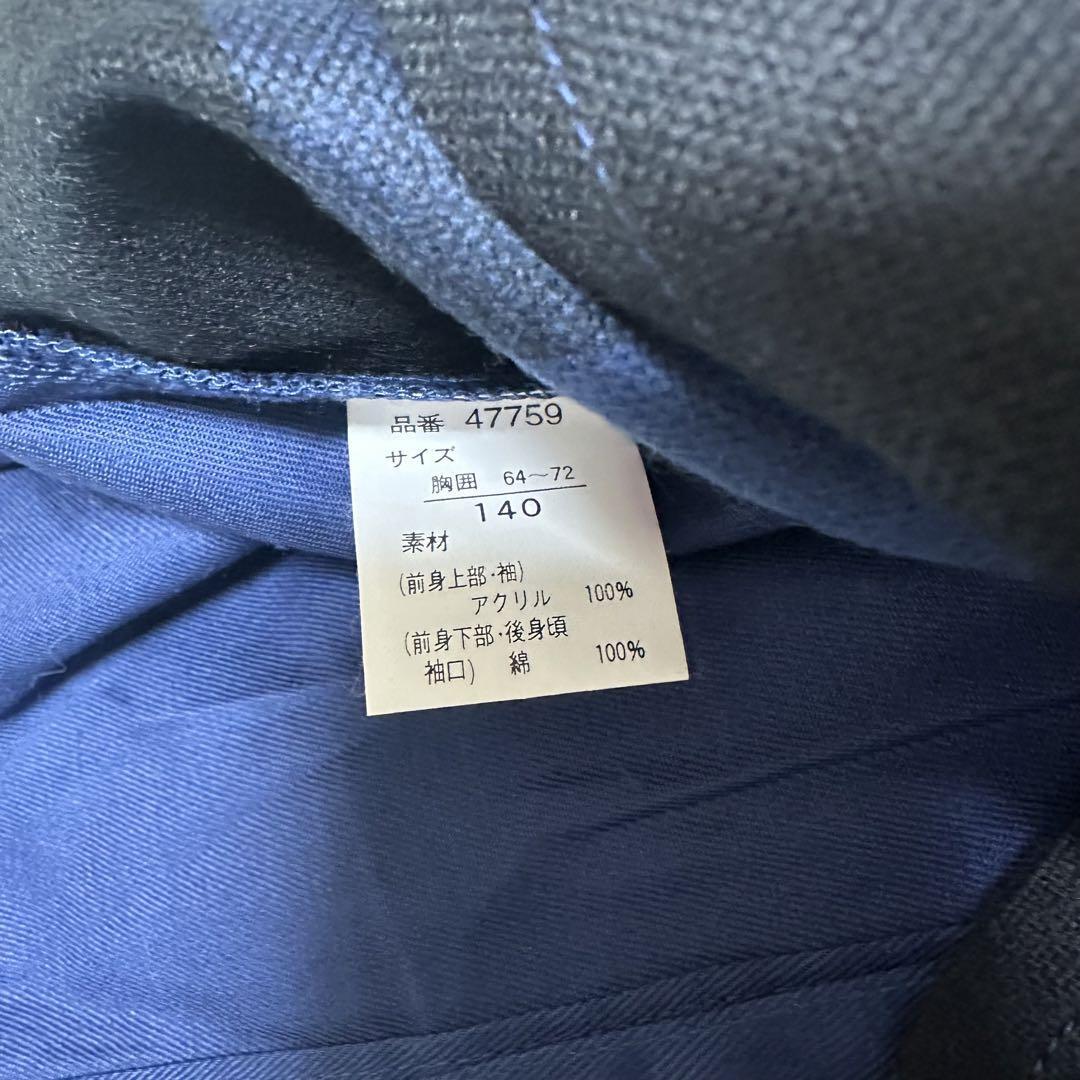 品番 47759
サイズ
胸囲 64～72
140
素材
(前身上部・袖)
アクリル 100%
(前身下部・後身頃
袖口) 綿 100%